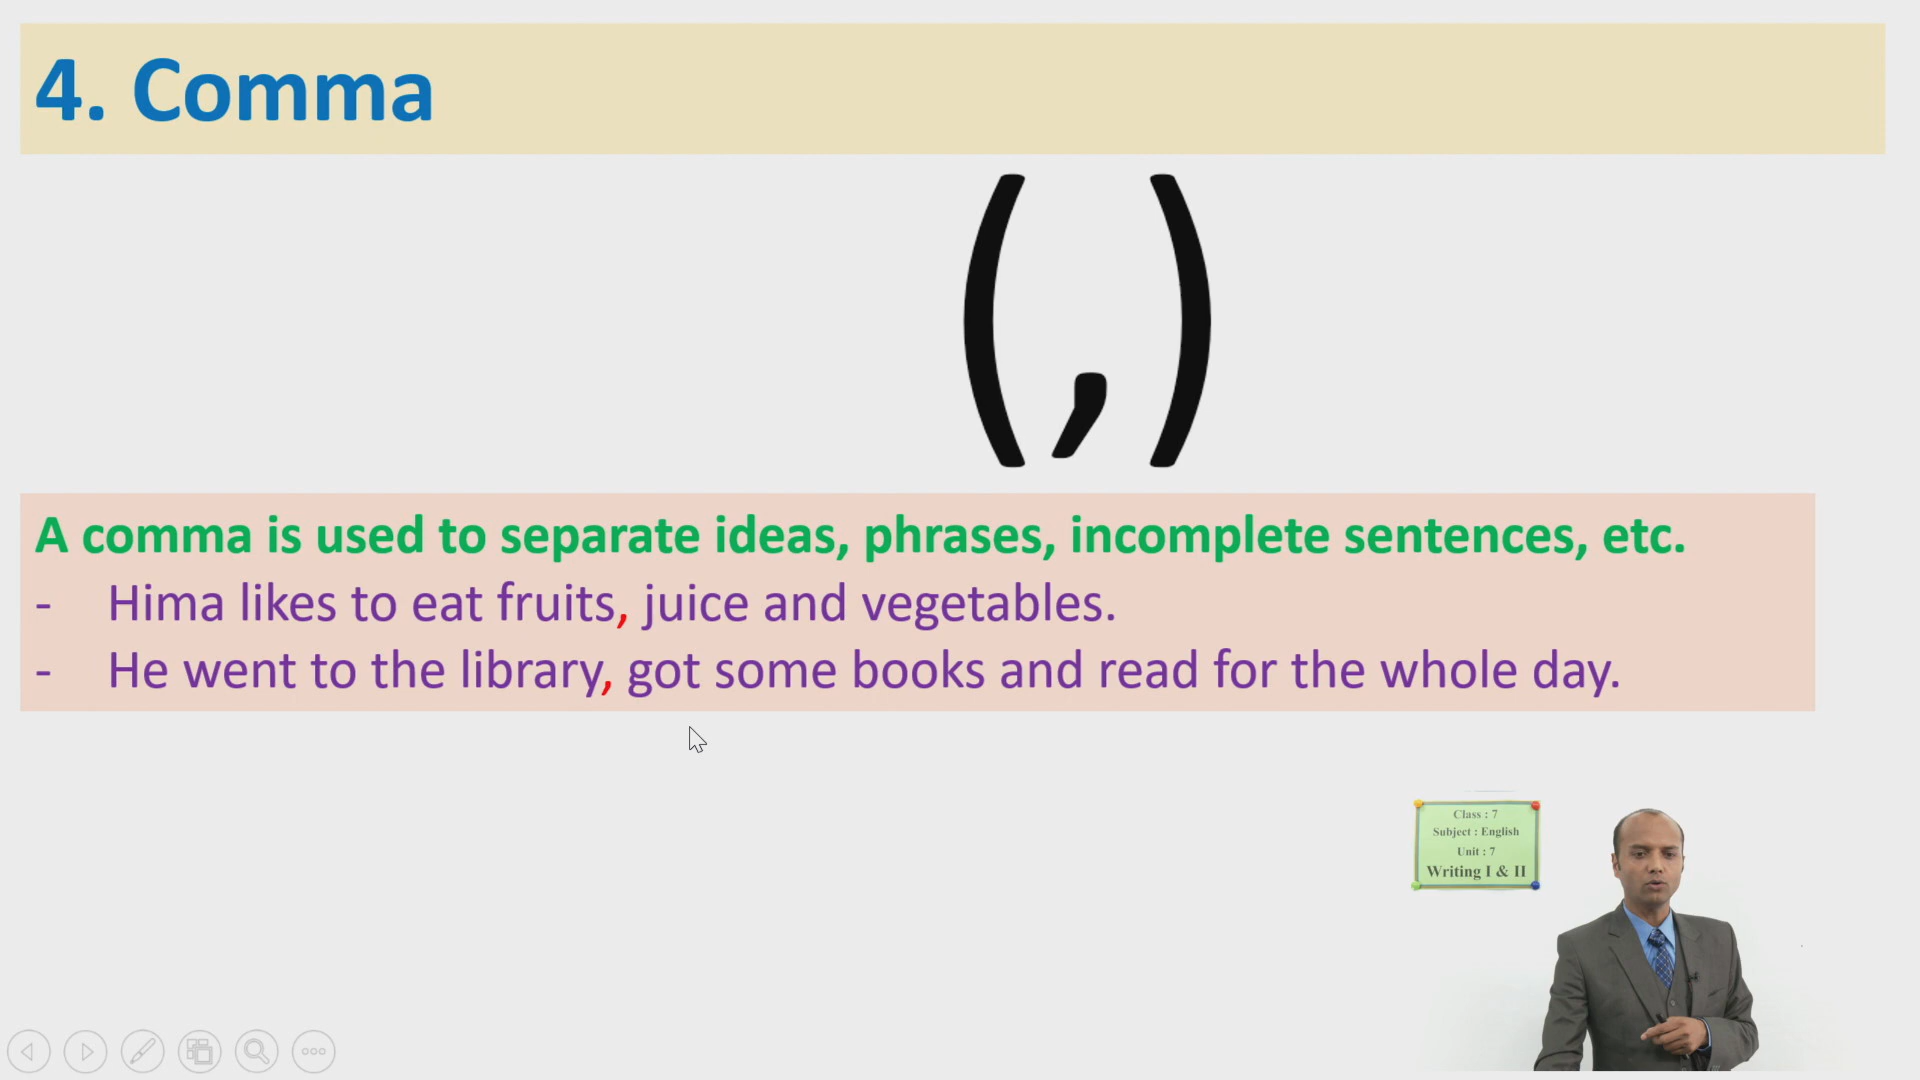 4. Comma
(,)
A comma is used to separate ideas, phrases, incomplete sentences, etc.
- Hima likes to eat fruits, juice and vegetables.
- He went to the library, got some books and read for the whole day.
Class : 7
Subject : English
Unit : 7
Writing I & II